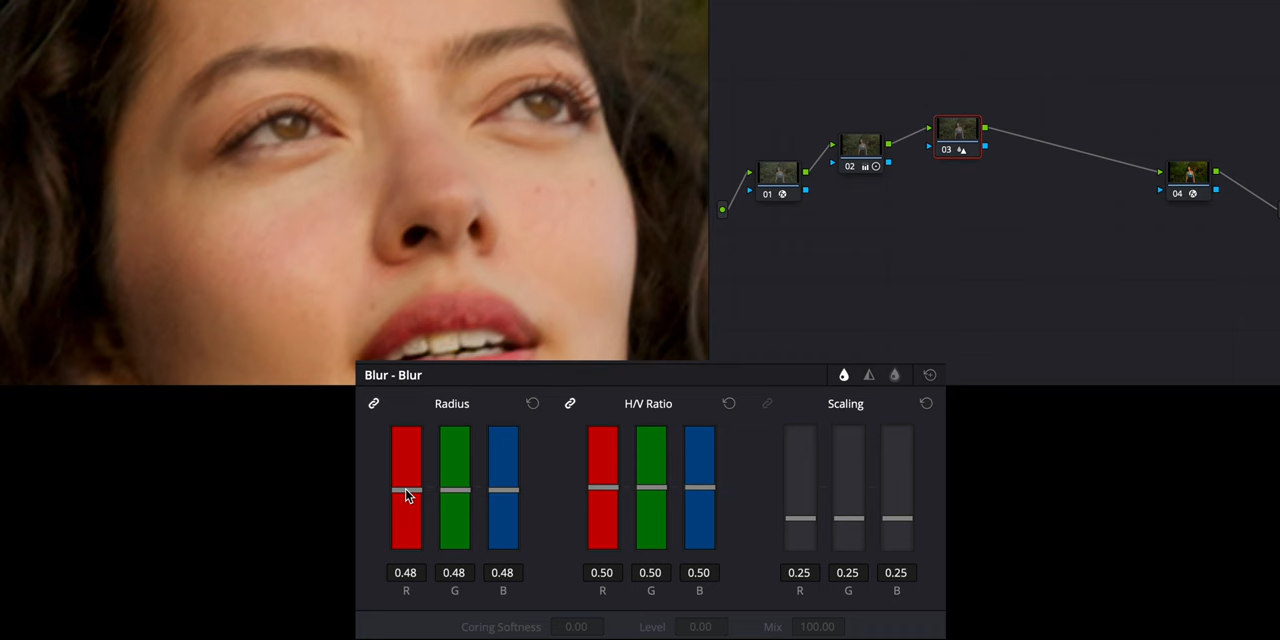 01
02
03
04
Blur - Blur
Radius
H/V Ratio
Scaling
0.48 0.48 0.48
R G B
0.50 0.50 0.50
R G B
0.25 0.25 0.25
R G B
Coring Softness 0.00 Level 0.00 Mix 100.00